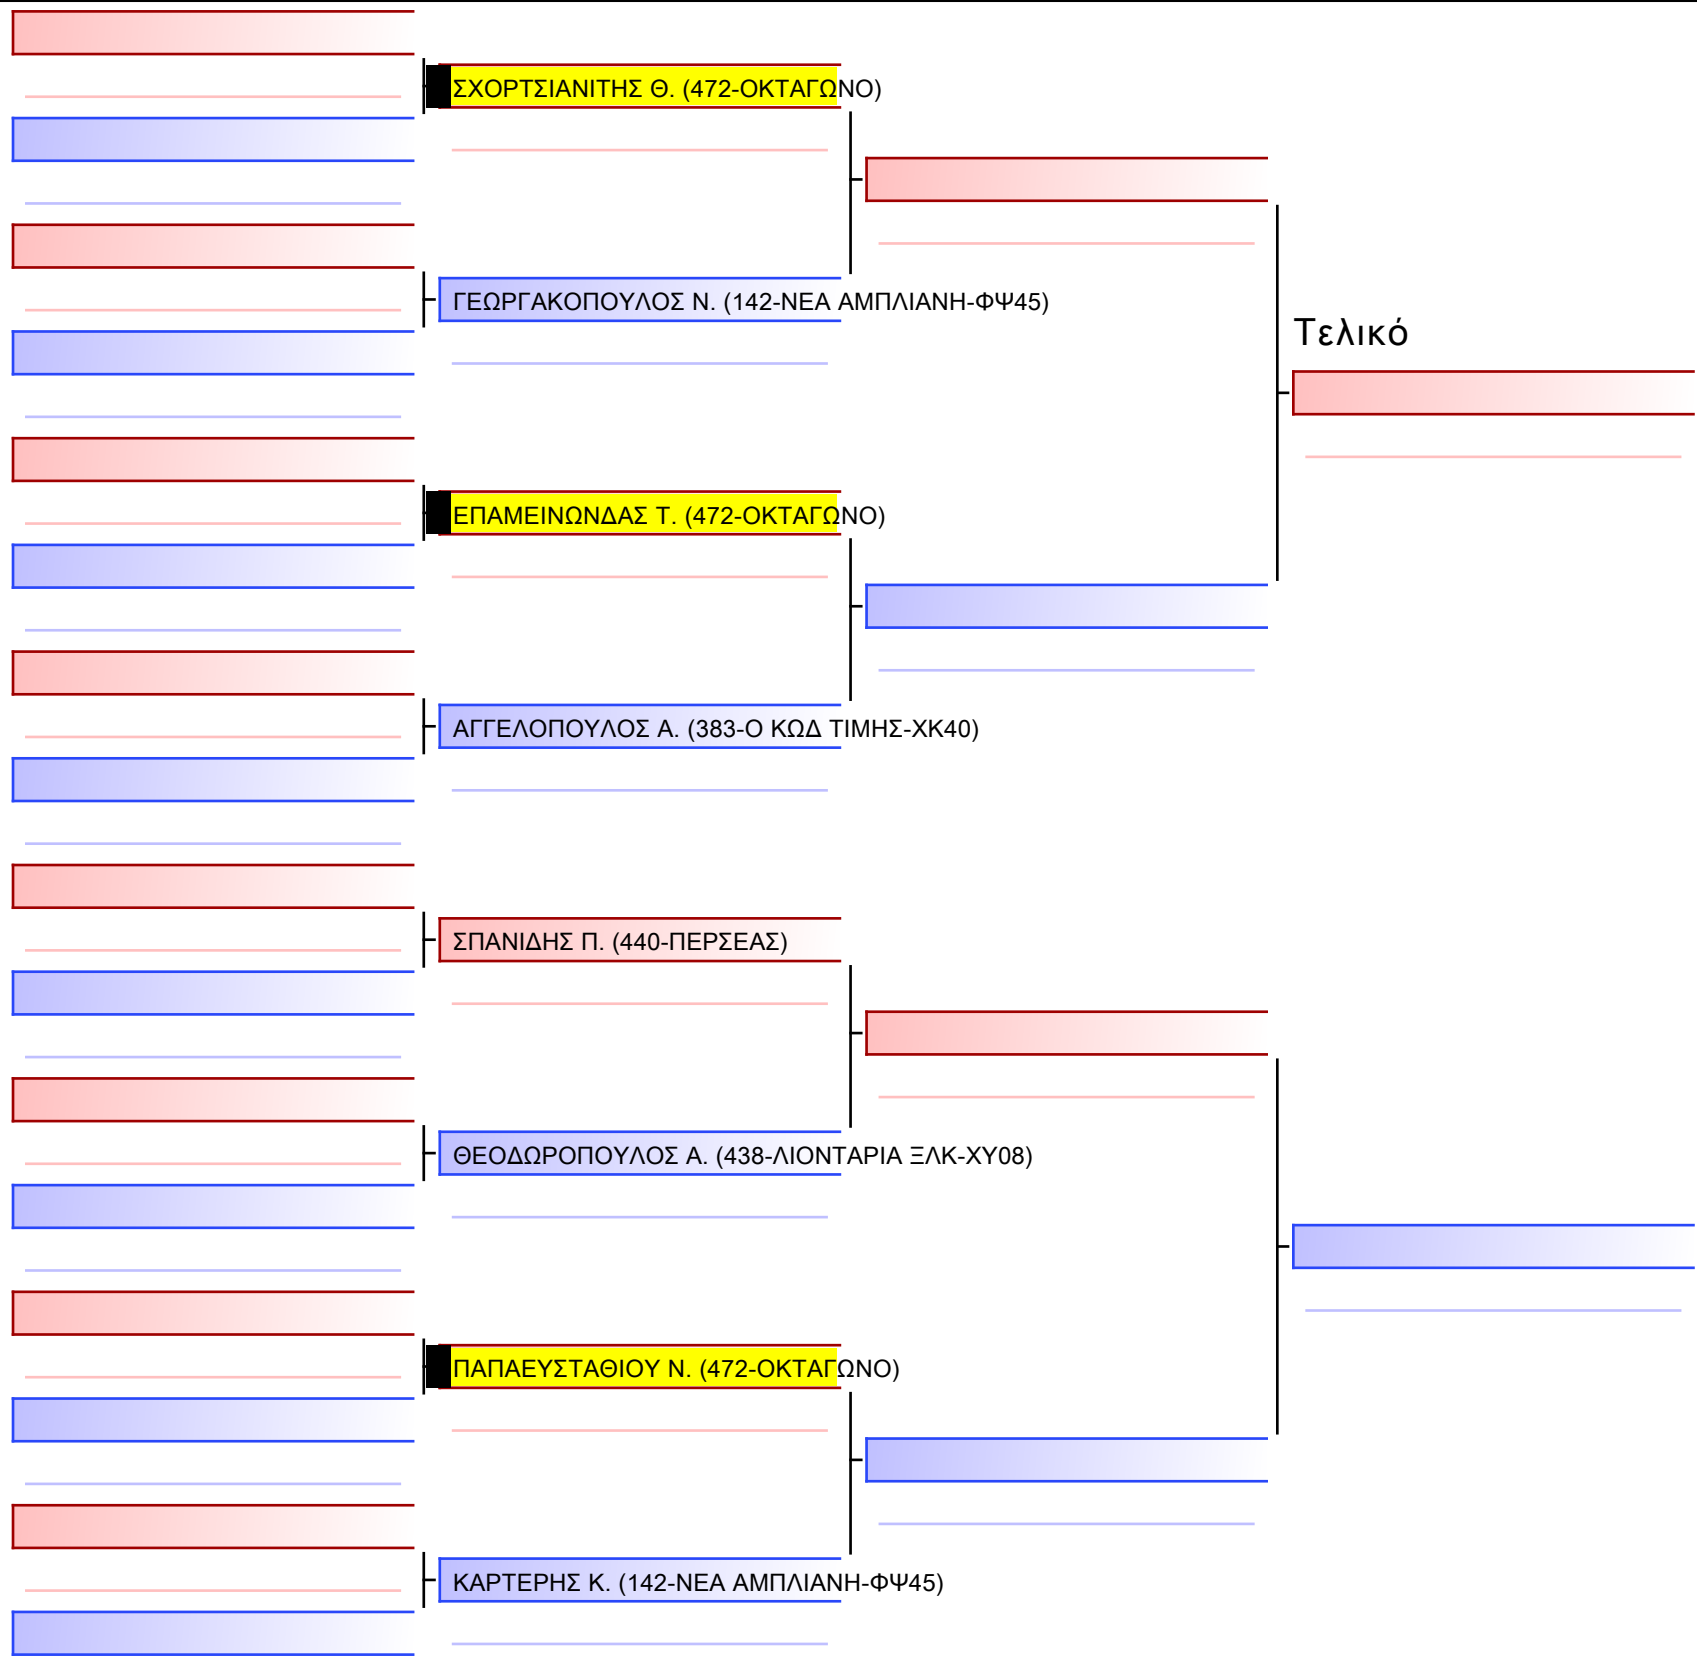 ΣΧΟΡΤΣΙΑΝΙΤΗΣ Θ. (472-ΟΚΤΑΓΩΝΟ)
ΓΕΩΡΓΑΚΟΠΟΥΛΟΣ Ν. (142-ΝΕΑ ΑΜΠΛΙΑΝΗ-ΦΨ45)
Τελικό
ΕΠΑΜΕΙΝΩΝΔΑΣ Τ. (472-ΟΚΤΑΓΩΝΟ)
ΑΓΓΕΛΟΠΟΥΛΟΣ Α. (383-Ο ΚΩΔ ΤΙΜΗΣ-ΧΚ40)
ΣΠΑΝΙΔΗΣ Π. (440-ΠΕΡΣΕΑΣ)
ΘΕΟΔΩΡΟΠΟΥΛΟΣ Α. (438-ΛΙΟΝΤΑΡΙΑ ΞΛΚ-ΧΥ08)
ΠΑΠΑΕΥΣΤΑΘΙΟΥ Ν. (472-ΟΚΤΑΓΩΝΟ)
ΚΑΡΤΕΡΗΣ Κ. (142-ΝΕΑ ΑΜΠΛΙΑΝΗ-ΦΨ45)